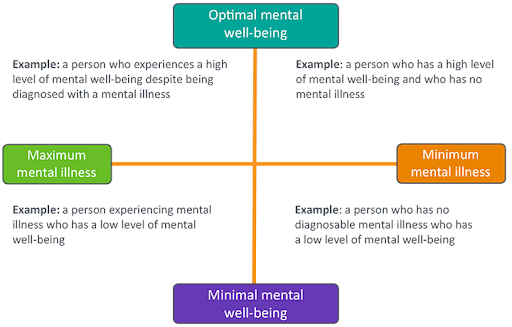 Optimal mental
well-being
Example: a person who experiences a high
level of mental well-being despite being
diagnosed with a mental illness
Example: a person who has a high level
of mental well-being and who has no
mental illness
Maximum
mental illness
Minimum
mental illness
Example: a person experiencing mental
illness who has a low level of mental
well-being
Example: a person who has no
diagnosable mental illness who has
a low level of mental well-being
Minimal mental
well-being